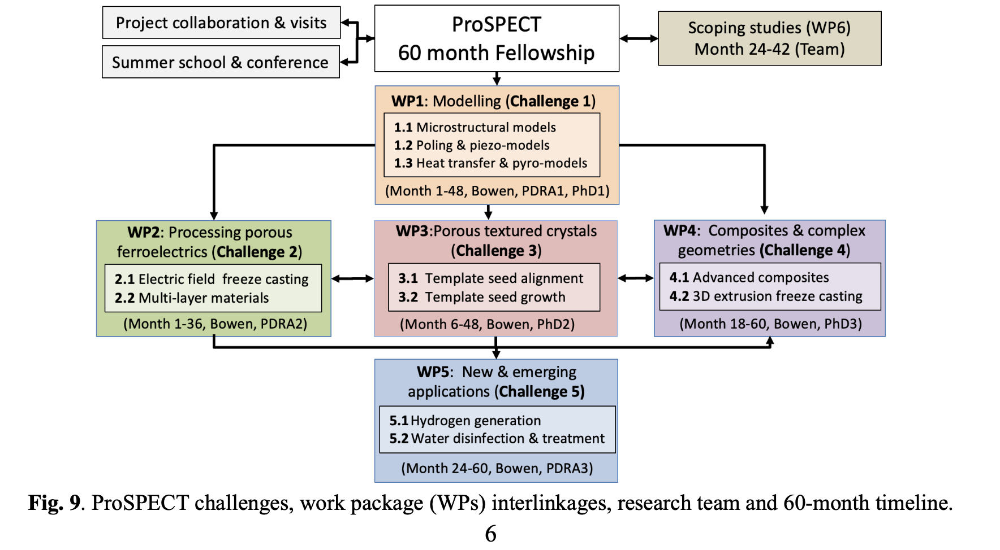 Project collaboration & visits
Summer school & conference
ProSPECT
60 month Fellowship
Scoping studies (WP6)
Month 24-42 (Team)
WP1: Modelling (Challenge 1)
1.1 Microstructural models
1.2 Poling & piezo-models
1.3 Heat transfer & pyro-models
(Month 1-48, Bowen, PDRA1, PhD1)
WP2: Processing porous
ferroelectrics (Challenge 2)
2.1 Electric field freeze casting
2.2 Multi-layer materials
(Month 1-36, Bowen, PDRA2)
WP3:Porous textured crystals
(Challenge 3)
3.1 Template seed alignment
3.2 Template seed growth
(Month 6-48, Bowen, PhD2)
WP4: Composites & complex
geometries (Challenge 4)
4.1 Advanced composites
4.2 3D extrusion freeze casting
(Month 18-60, Bowen, PhD3)
WP5: New & emerging
applications (Challenge 5)
5.1 Hydrogen generation
5.2 Water disinfection & treatment
(Month 24-60, Bowen, PDRA3)
Fig. 9. ProSPECT challenges, work package (WPs) interlinkages, research team and 60-month timeline.
6